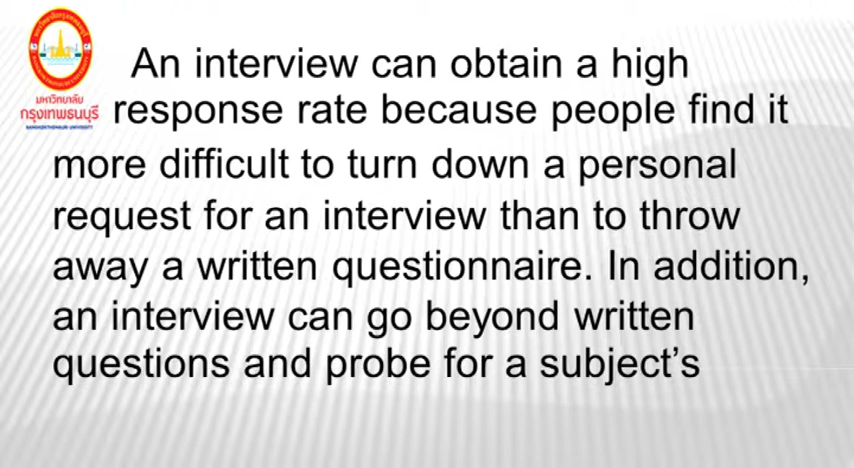 An interview can obtain a high
response rate because people find it
more difficult to turn down a personal
request for an interview than to throw
away a written questionnaire. In addition,
an interview can go beyond written
questions and probe for a subject's
มหาวิทยาลัย
กรุงเทพธนบุรี
BANGKOKTHONBURI UNIVERSITY